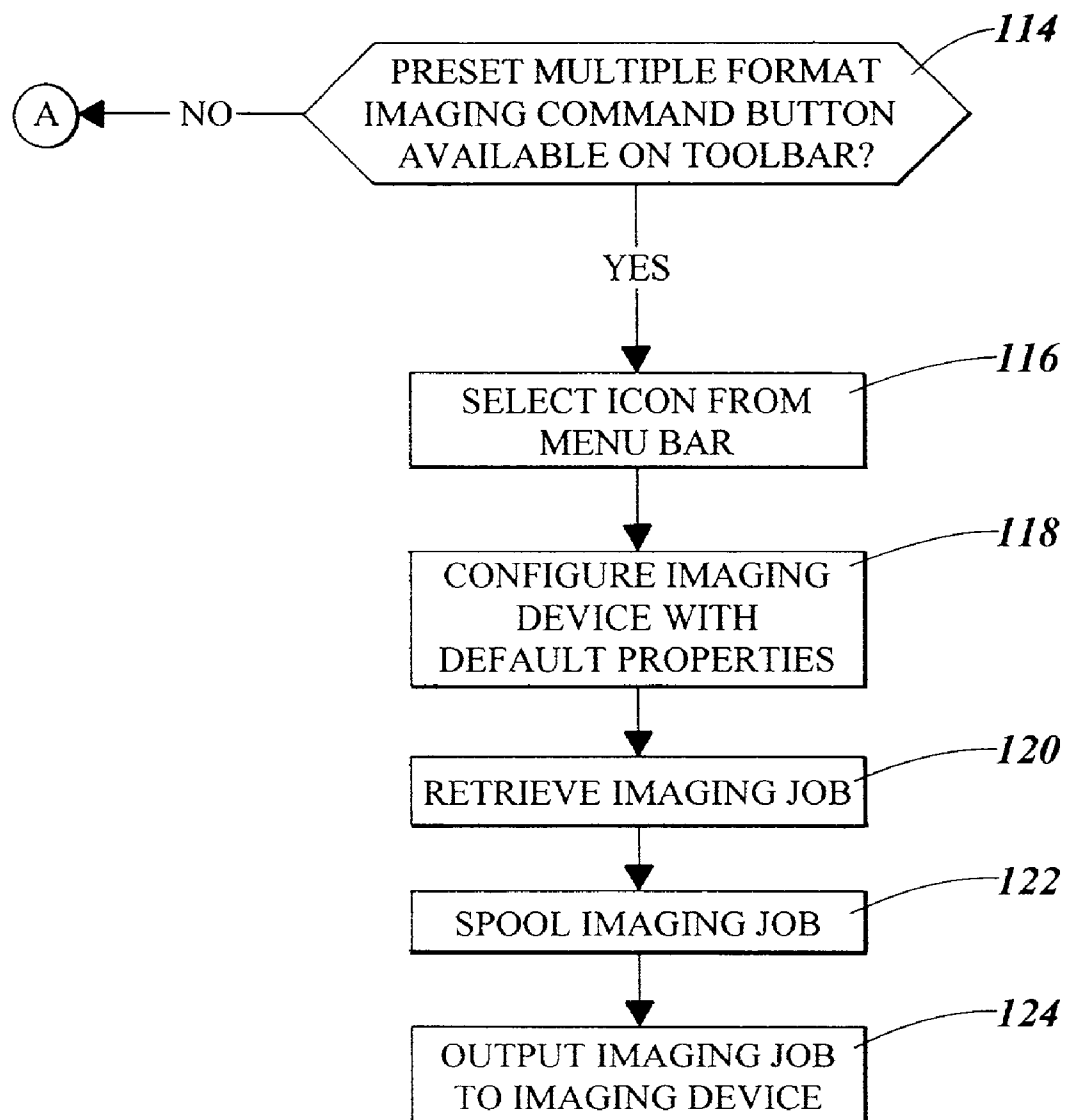 114
PRESET MULTIPLE FORMAT
IMAGING COMMAND BUTTON
AVAILABLE ON TOOLBAR?
A
NO
YES
116
SELECT ICON FROM
MENU BAR
118
CONFIGURE IMAGING
DEVICE WITH
DEFAULT PROPERTIES
120
RETRIEVE IMAGING JOB
122
SPOOL IMAGING JOB
124
OUTPUT IMAGING JOB
TO IMAGING DEVICE